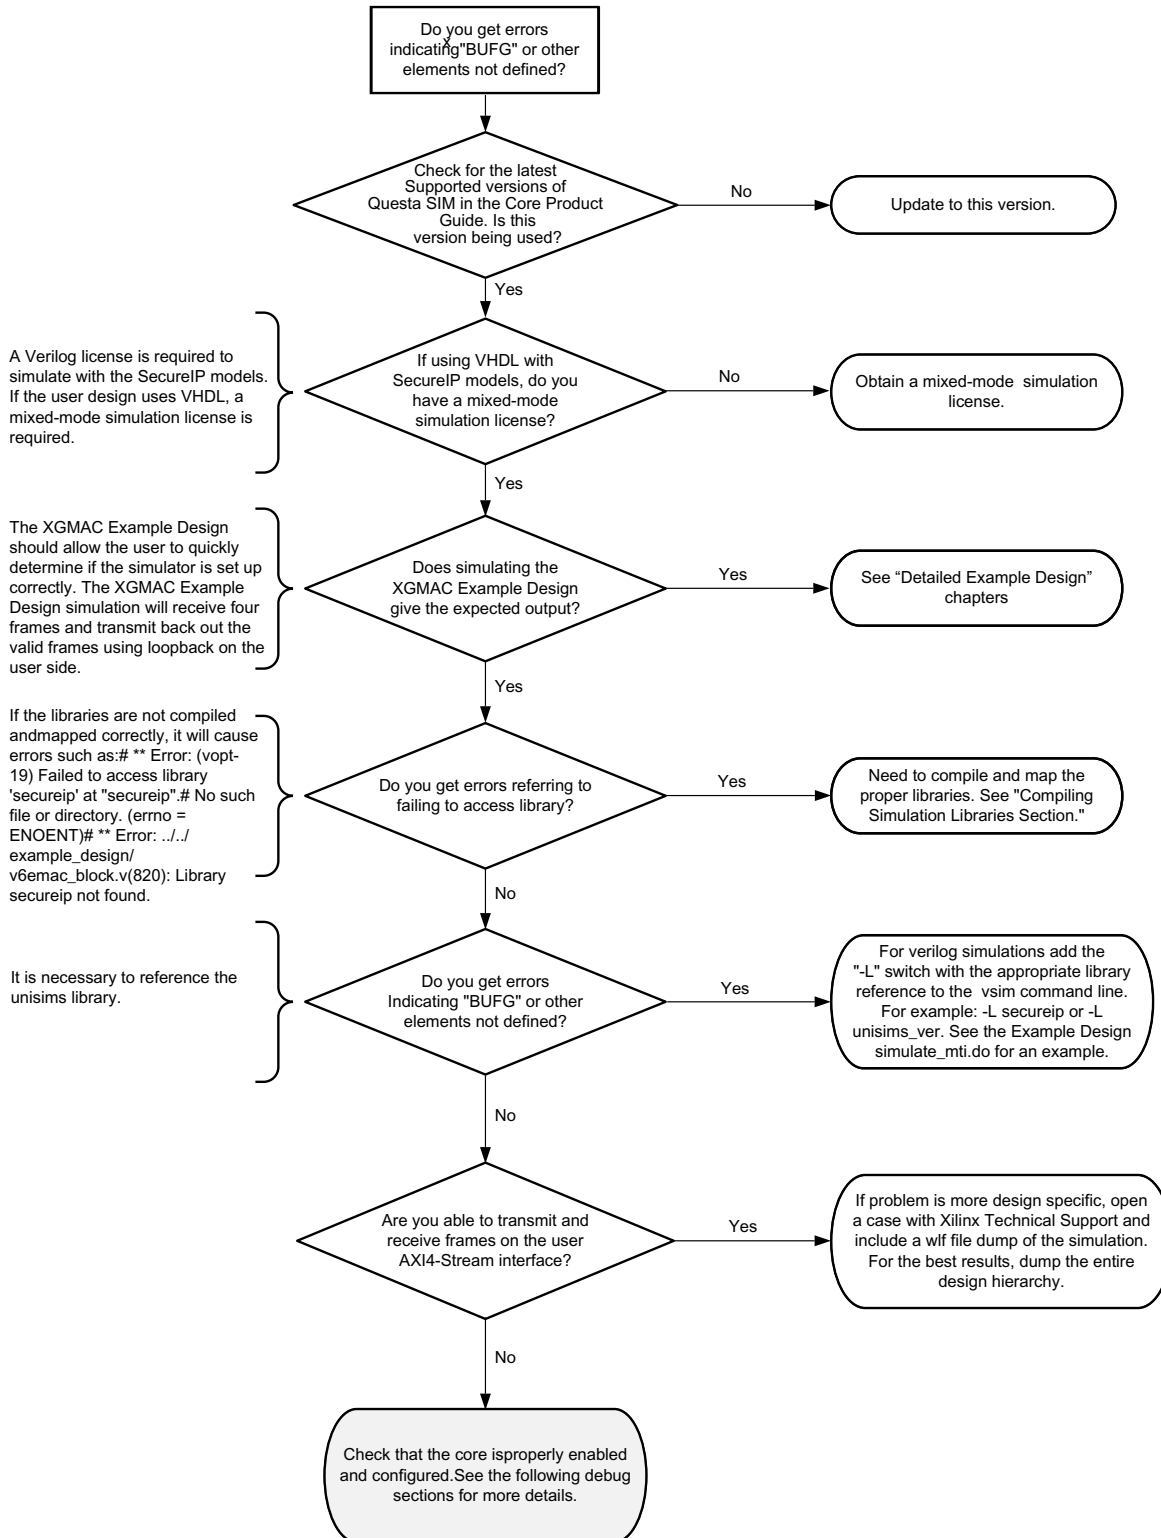 Do you get errors
indicating"BUFG" or other
x
elements not defined?
Check for the latest
Supported versions of
Questa SIM in the Core Product
Guide. Is this
version being used?
No
Update to this version.
Yes
A Verilog license is required to
simulate with the SecureIP models.
If the user design uses VHDL, a
mixed-mode simulation license is
required.
If using VHDL with
SecureIP models, do you
have a mixed-mode
simulation license?
No
Obtain a mixed-mode simulation
license.
Yes
The XGMAC Example Design
should allow the user to quickly
determine if the simulator is set up
correctly. The XGMAC Example
Design simulation will receive four
frames and transmit back out the
valid frames using loopback on the
user side.
Does simulating the
XGMAC Example Design
give the expected output?
Yes
See “Detailed Example Design”
chapters
Yes
If the libraries are not compiled
andmapped correctly, it will cause
errors such as:# ** Error: (vopt-
19) Failed to access library
'secureip' at "secureip".# No such
file or directory. (errno =
ENOENT)# ** Error: ../../
example_design/
v6emac_block.v(820): Library
secureip not found.
Do you get errors referring to
failing to access library?
Yes
Need to compile and map the
proper libraries. See "Compiling
Simulation Libraries Section."
No
It is necessary to reference the
unisims library.
Do you get errors
Indicating "BUFG" or other
elements not defined?
Yes
For verilog simulations add the
"-L" switch with the appropriate library
reference to the vsim command line.
For example: -L secureip or -L
unisims_ver. See the Example Design
simulate_mti.do for an example.
No
Are you able to transmit and
receive frames on the user
AXI4-Stream interface?
Yes
If problem is more design specific, open
a case with Xilinx Technical Support and
include a wlf file dump of the simulation.
For the best results, dump the entire
design hierarchy.
No
Check that the core isproperly enabled
and configured.See the following debug
sections for more details.